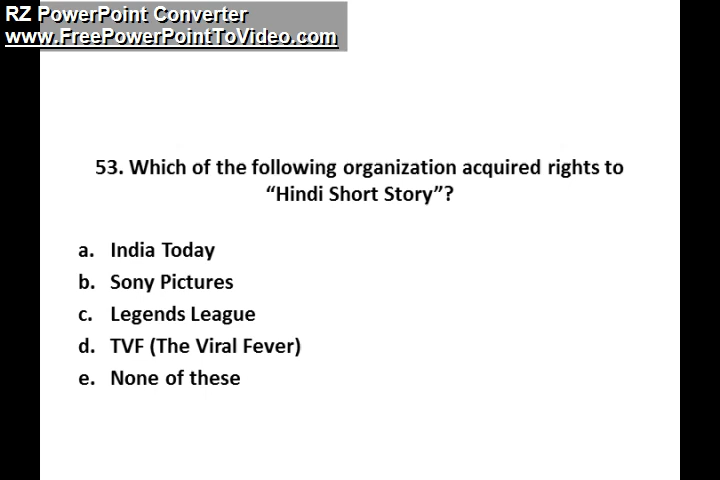 RZ PowerPoint Converter
www.FreePowerPointToVideo.com
53. Which of the following organization acquired rights to
“Hindi Short Story”?
a. India Today
b. Sony Pictures
c. Legends League
d. TVF (The Viral Fever)
e. None of these